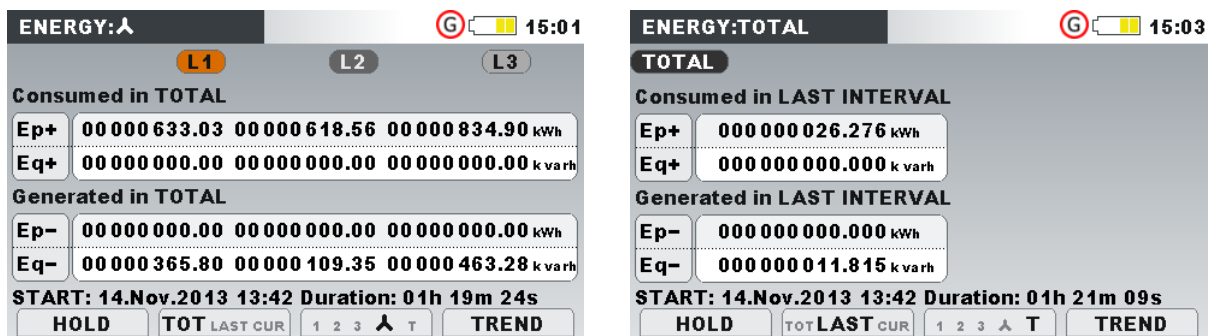 ENERGY: G 15:01
L1 L2 L3
Consumed in TOTAL
Ep+ 00000633.03 00000618.56 00000834.90 kWh
Eq+ 00000000.00 00000000.00 00000000.00 k varh
Generated in TOTAL
Ep- 00000000.00 00000000.00 00000000.00 kWh
Eq- 00000365.80 00000109.35 00000463.28 k varh
START: 14.Nov.2013 13:42 Duration: 01h 19m 24s
HOLD TOT LAST CUR 1 2 3 T TREND
ENERGY:TOTAL G 15:03
TOTAL
Consumed in LAST INTERVAL
Ep+ 000000026.276 kWh
Eq+ 000000000.000 k varh
Generated in LAST INTERVAL
Ep- 000000000.000 kWh
Eq- 000000011.815 k varh
START: 14.Nov.2013 13:42 Duration: 01h 21m 09s
HOLD TOT LAST CUR 1 2 3 T TREND